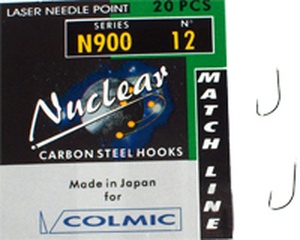 LASER NEEDLE POINT 20 PCS
SERIES Nº
N900 12
Nuclear
CARBON STEEL HOOKS
MATCH LINE
Made in Japan
for
COLMIC